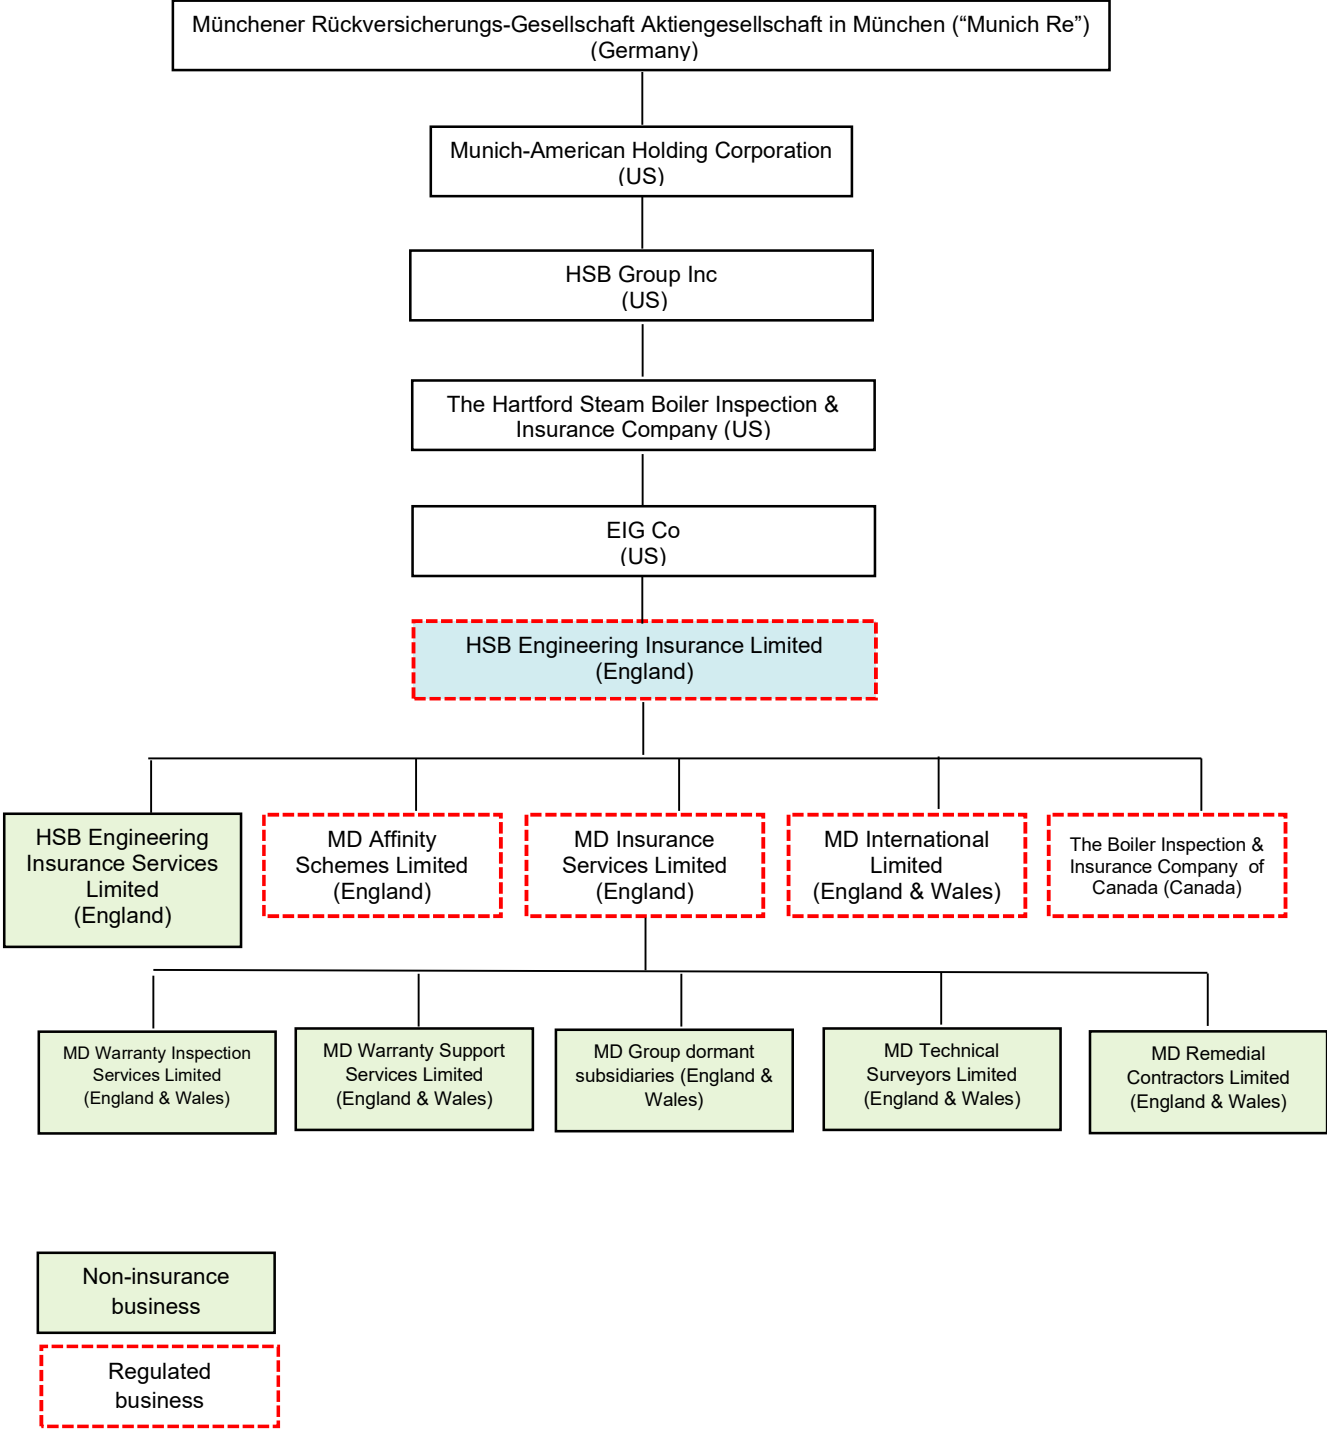 Münchener Rückversicherungs-Gesellschaft Aktiengesellschaft in München (“Munich Re”)
(Germany)
Munich-American Holding Corporation
(US)
HSB Group Inc
(US)
The Hartford Steam Boiler Inspection &
Insurance Company (US)
EIG Co
(US)
HSB Engineering Insurance Limited
(England)
HSB Engineering
Insurance Services
Limited
(England)
MD Affinity
Schemes Limited
(England)
MD Insurance
Services Limited
(England)
MD International
Limited
(England & Wales)
The Boiler Inspection &
Insurance Company of
Canada (Canada)
MD Warranty Inspection
Services Limited
(England & Wales)
MD Warranty Support
Services Limited
(England & Wales)
MD Group dormant
subsidiaries (England &
Wales)
MD Technical
Surveyors Limited
(England & Wales)
MD Remedial
Contractors Limited
(England & Wales)
Non-insurance
business
Regulated
business